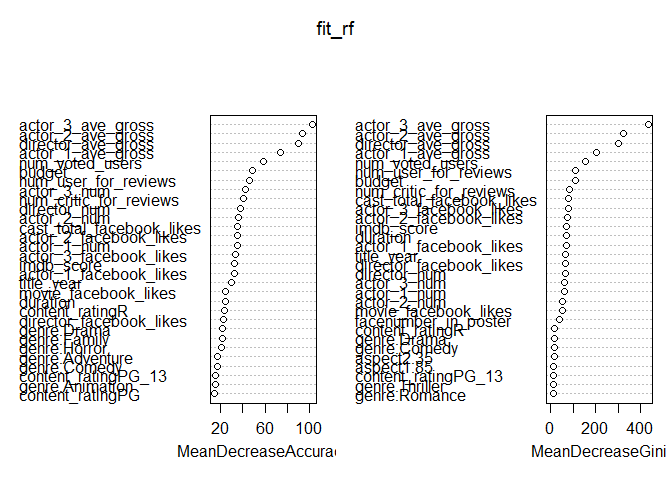 fit_rf
actor_3_ave_gross
actor_2_ave_gross
director_ave_gross
actor_1_ave_gross
num_voted_users
budget
num_user_for_reviews
actor_3_num
num_critic_for_reviews
director_num
actor_2_num
cast_total_facebook_likes
actor_2_facebook_likes
actor_1_num
actor_3_facebook_likes
imdb_score
actor_1_facebook_likes
title_year
movie_facebook_likes
duration
content_ratingR
director_facebook_likes
genre.Drama
genre.Family
genre.Horror
genre.Adventure
genre.Comedy
content_ratingPG_13
genre.Animation
content_ratingPG
20 60 100
MeanDecreaseAccurac
actor_3_ave_gross
actor_2_ave_gross
director_ave_gross
actor_1_ave_gross
num_voted_users
num_user_for_reviews
budget
num_critic_for_reviews
cast_total_facebook_likes
actor_3_facebook_likes
actor_2_facebook_likes
imdb_score
duration
actor_1_facebook_likes
title_year
director_facebook_likes
director_num
actor_3_num
actor_1_num
actor_2_num
movie_facebook_likes
facenumber_in_poster
content_ratingR
genre.Drama
genre.Comedy
aspect2.35
aspect1.85
content_ratingPG_13
genre.Thriller
genre.Romance
0 200 400
MeanDecreaseGini